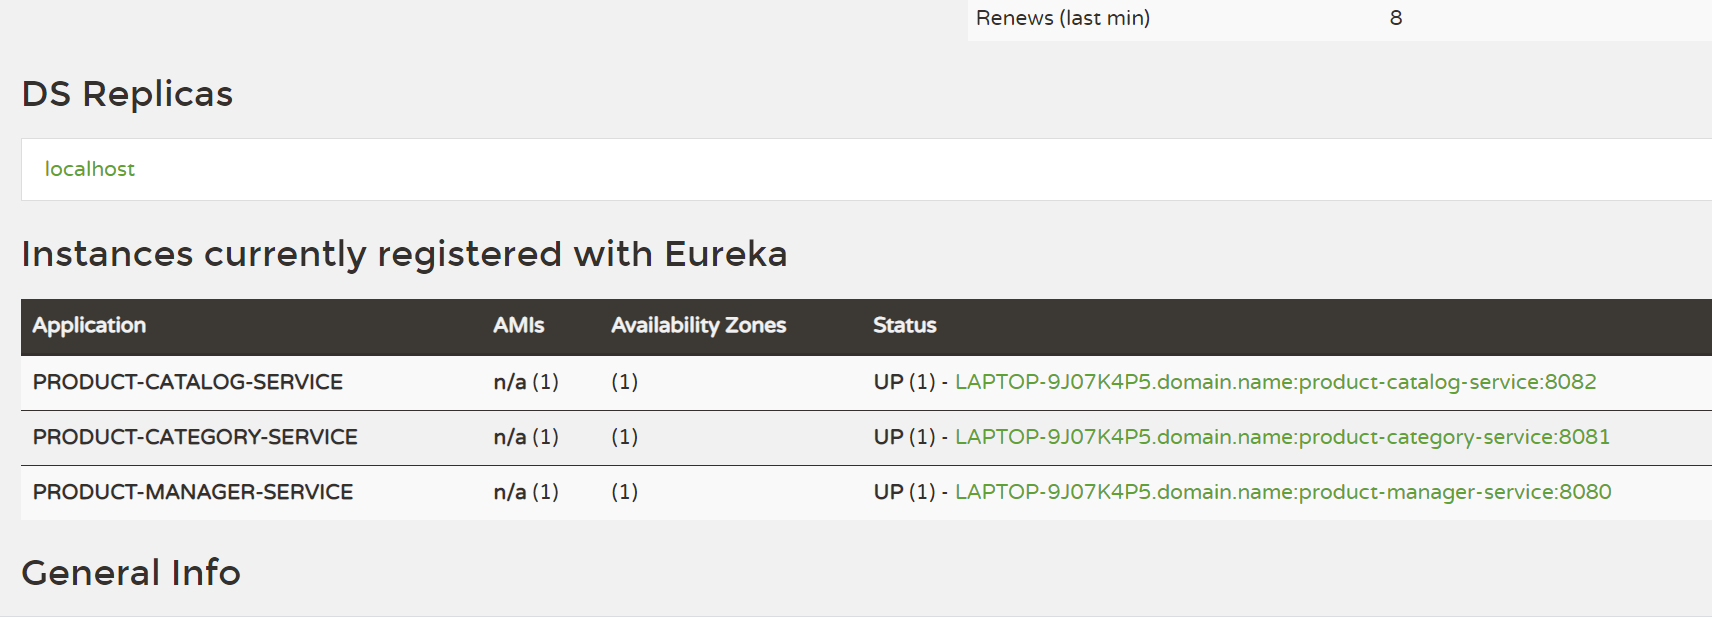 Renews (last min) 8
DS Replicas
localhost
Instances currently registered with Eureka
Application AMIs Availability Zones Status
PRODUCT-CATALOG-SERVICE n/a (1) (1) UP (1) - LAPTOP-9J07K4P5.domain.name:product-catalog-service:8082
PRODUCT-CATEGORY-SERVICE n/a (1) (1) UP (1) - LAPTOP-9J07K4P5.domain.name:product-category-service:8081
PRODUCT-MANAGER-SERVICE n/a (1) (1) UP (1) - LAPTOP-9J07K4P5.domain.name:product-manager-service:8080
General Info